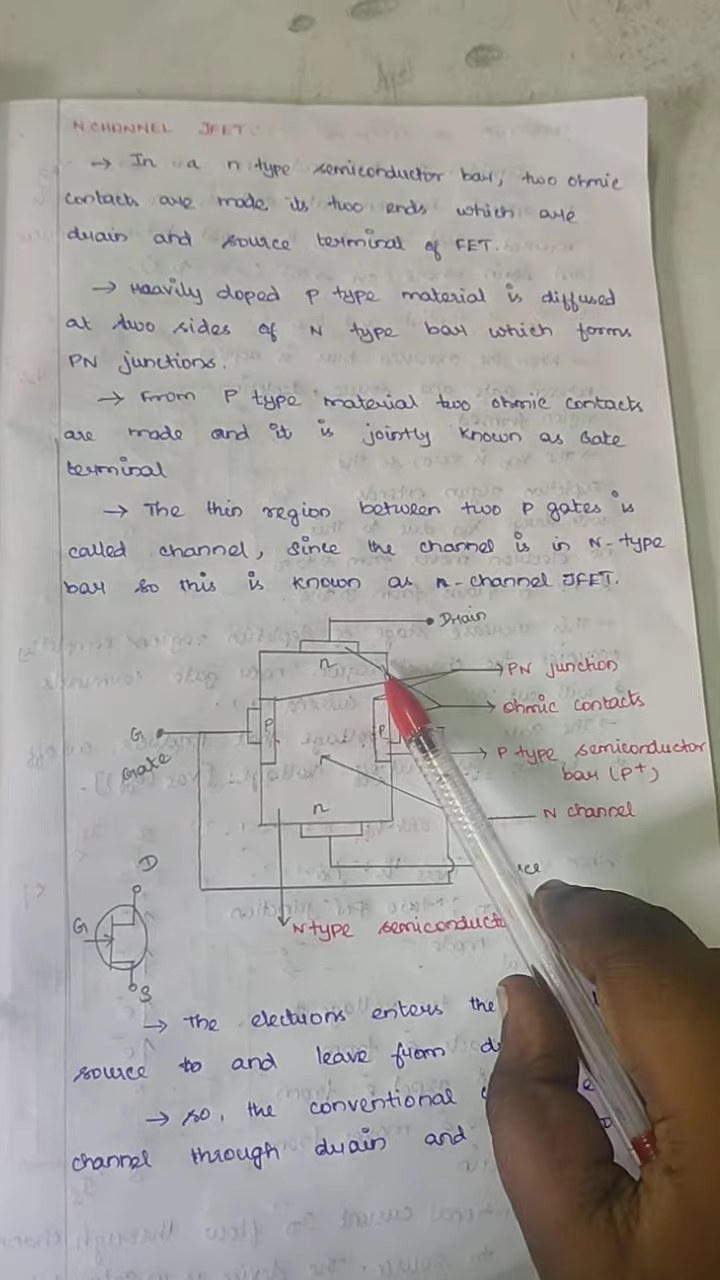 N CHANNEL JFET:
→ In a n type semiconductor bar, two ohmic
contacts are made its two ends which are
drain and source terminal of FET.
→ Heavily doped P type material is diffused
at two sides of N type bar which forms
PN junctions.
→ From P type material two ohmic contacts
are made and it is jointly known as Gate
terminal
→ The thin region between two P gates is
called channel, since the channel is in N-type
bar so this is known as n-channel JFET.
Drain
n
PN junction
ohmic contacts
G
Gate
P
P
P type semiconductor
bar (P+)
n
N channel
D
G
S
N type semiconduct
→ The electrons enters the
source to and leave from
→ so, the conventional
channel through drain and